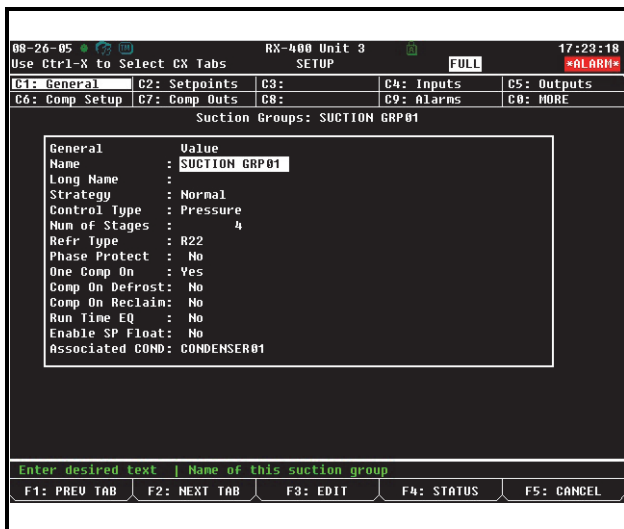 08-26-05 RX-400 Unit 3 17:23:18
Use Ctrl-X to Select CX Tabs SETUP FULL *ALARM*
C1: General C2: Setpoints C3: C4: Inputs C5: Outputs
C6: Comp Setup C7: Comp Outs C8: C9: Alarms C0: MORE
Suction Groups: SUCTION GRP01
General Value
Name : SUCTION GRP01
Long Name :
Strategy : Normal
Control Type : Pressure
Num of Stages : 4
Refr Type : R22
Phase Protect : No
One Comp On : Yes
Comp On Defrost: No
Comp On Reclaim: No
Run Time EQ : No
Enable SP Float: No
Associated COND: CONDENSER01
Enter desired text | Name of this suction group
F1: PREV TAB F2: NEXT TAB F3: EDIT F4: STATUS F5: CANCEL